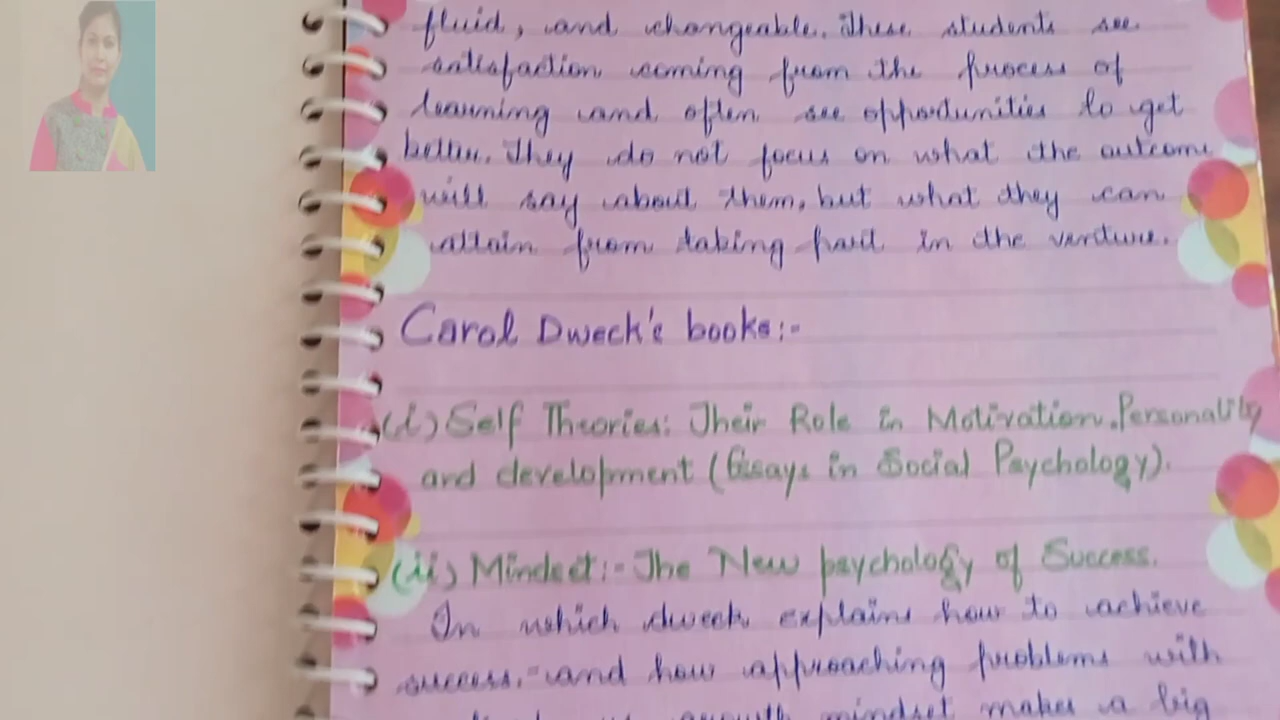 fluid, and changeable. These students see
satisfaction coming from the process of
learning and often see opportunities to get
better. They do not focus on what the outcome
will say about them, but what they can
attain from taking part in the venture.
Carol Dweck's books:-
(i) Self Theories: Their Role in Motivation, Personality
and development (Essays in Social Psychology).
(ii) Mindset:- The New psychology of Success.
In which dweck explains how to achieve
success.- and how approaching problems with
growth mindset makes a big